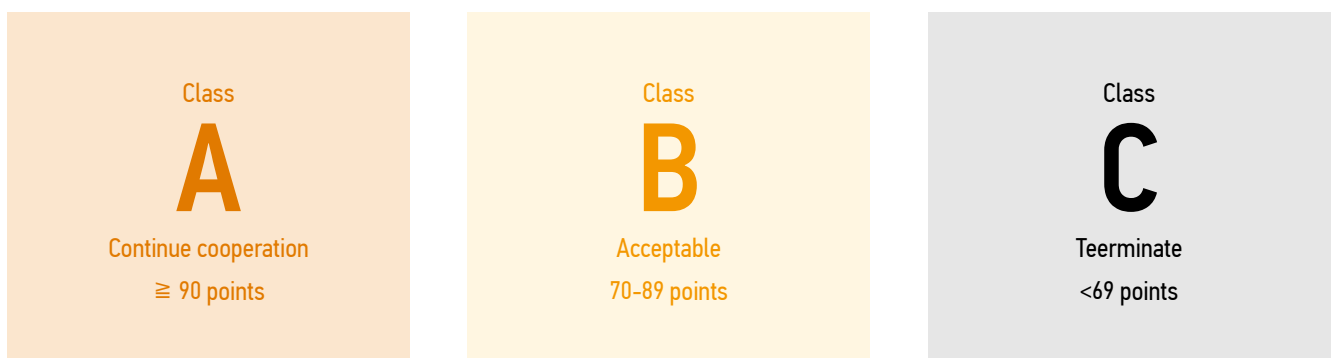 Class
A
Continue cooperation
≧ 90 points
Class
B
Acceptable
70-89 points
Class
C
Teerminate
<69 points